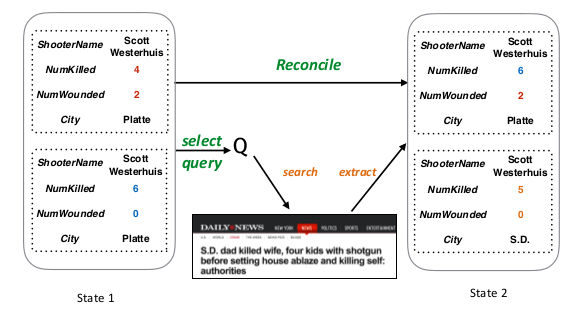 ShooterName Scott Westerhuis
NumKilled 4
NumWounded 2
City Platte
ShooterName Scott Westerhuis
NumKilled 6
NumWounded 0
City Platte
State 1
Reconcile
select
query
Q
search
extract
DAILY NEWS NEW YORK NEWS POLITICS SPORTS ENTERTAINMENT
S.D. dad killed wife, four kids with shotgun
before setting house ablaze and killing self:
authorities
ShooterName Scott Westerhuis
NumKilled 6
NumWounded 2
City Platte
ShooterName Scott Westerhuis
NumKilled 5
NumWounded 0
City S.D.
State 2